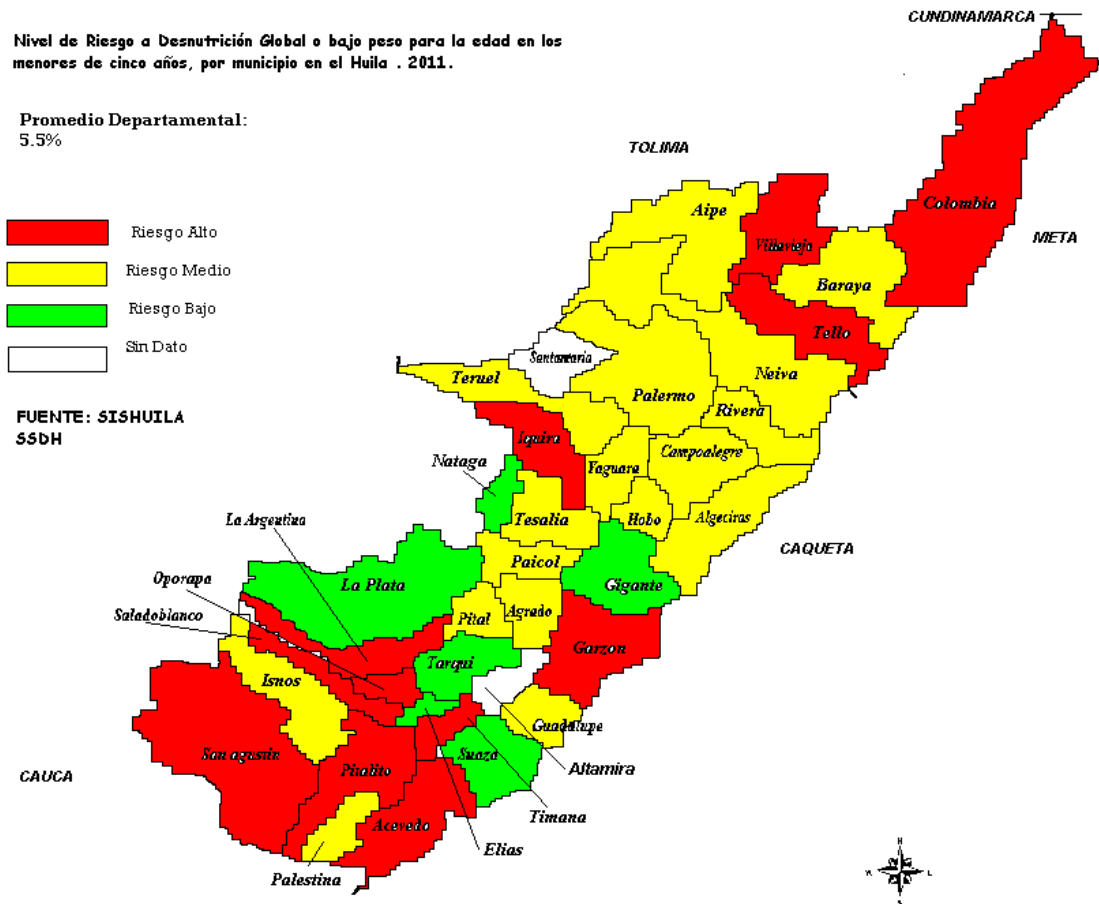 Nivel de Riesgo a Desnutrición Global o bajo peso para la edad en los
menores de cinco años, por municipio en el Huila . 2011.
Promedio Departamental:
5.5%
Riesgo Alto
Riesgo Medio
Riesgo Bajo
Sin Dato
FUENTE: SISHUILA
SSDH
CUNDINAMARCA
TOLIMA
META
CAQUETA
CAUCA
Colombia
Aipe
Villavieja
Baraya
Tello
Santamaria
Neiva
Teruel
Palermo
Rivera
Iquira
Campoalegre
Nataga
Yaguara
Tesalia
Hobo
Algeciras
La Argentina
Paicol
Gigante
Oporapa
La Plata
Saladoblanco
Pital
Agrado
Garzon
Tarqui
Isnos
Guadalupe
San agustin
Suaza
Pitalito
Altamira
Timana
Acevedo
Elias
Palestina
N
W
L